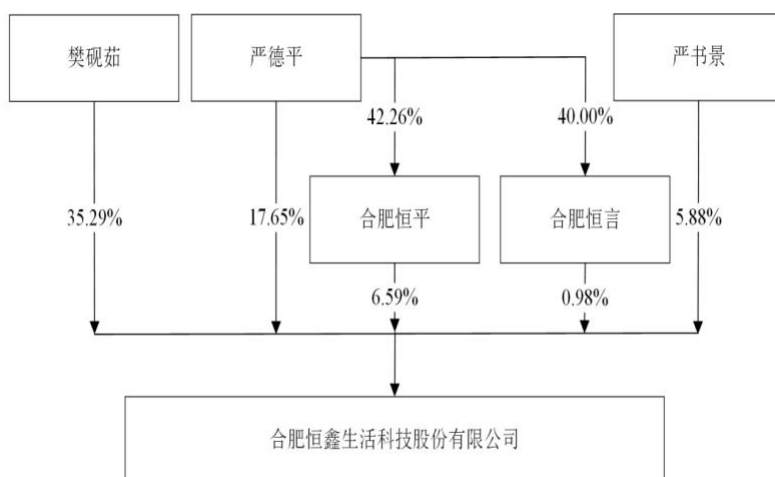 樊砚茹
严德平
严书景
42.26%
40.00%
35.29%
17.65%
合肥恒平
合肥恒言
5.88%
6.59%
0.98%
合肥恒鑫生活科技股份有限公司